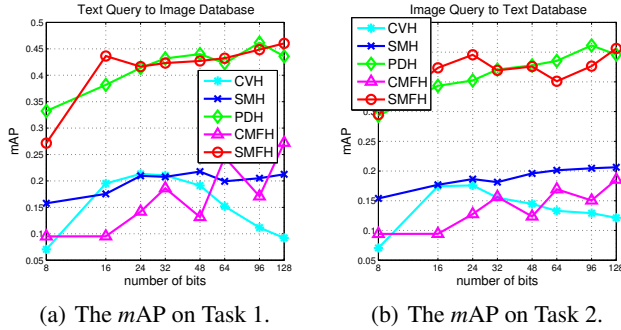 Text Query to Image Database
0.5
0.45
0.4
0.35
0.3
0.25
0.2
0.15
0.1
0.05
mAP
8 16 24 32 48 64 96 128
number of bits
CVH
SMH
PDH
CMFH
SMFH
(a) The mAP on Task 1.
Image Query to Text Database
CVH
SMH
PDH
CMFH
SMFH
0.2
0.15
0.1
0.05
mAP
8 16 24 32 48 64 96 128
number of bits
(b) The mAP on Task 2.